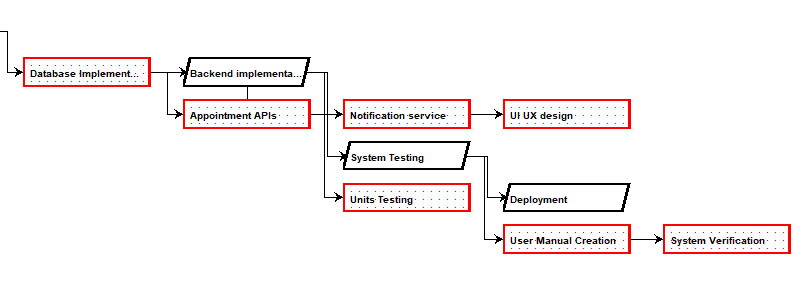 Database Implement...
Backend implementa...
Appointment APIs
Notification service
UI UX design
System Testing
Units Testing
Deployment
User Manual Creation
System Verification